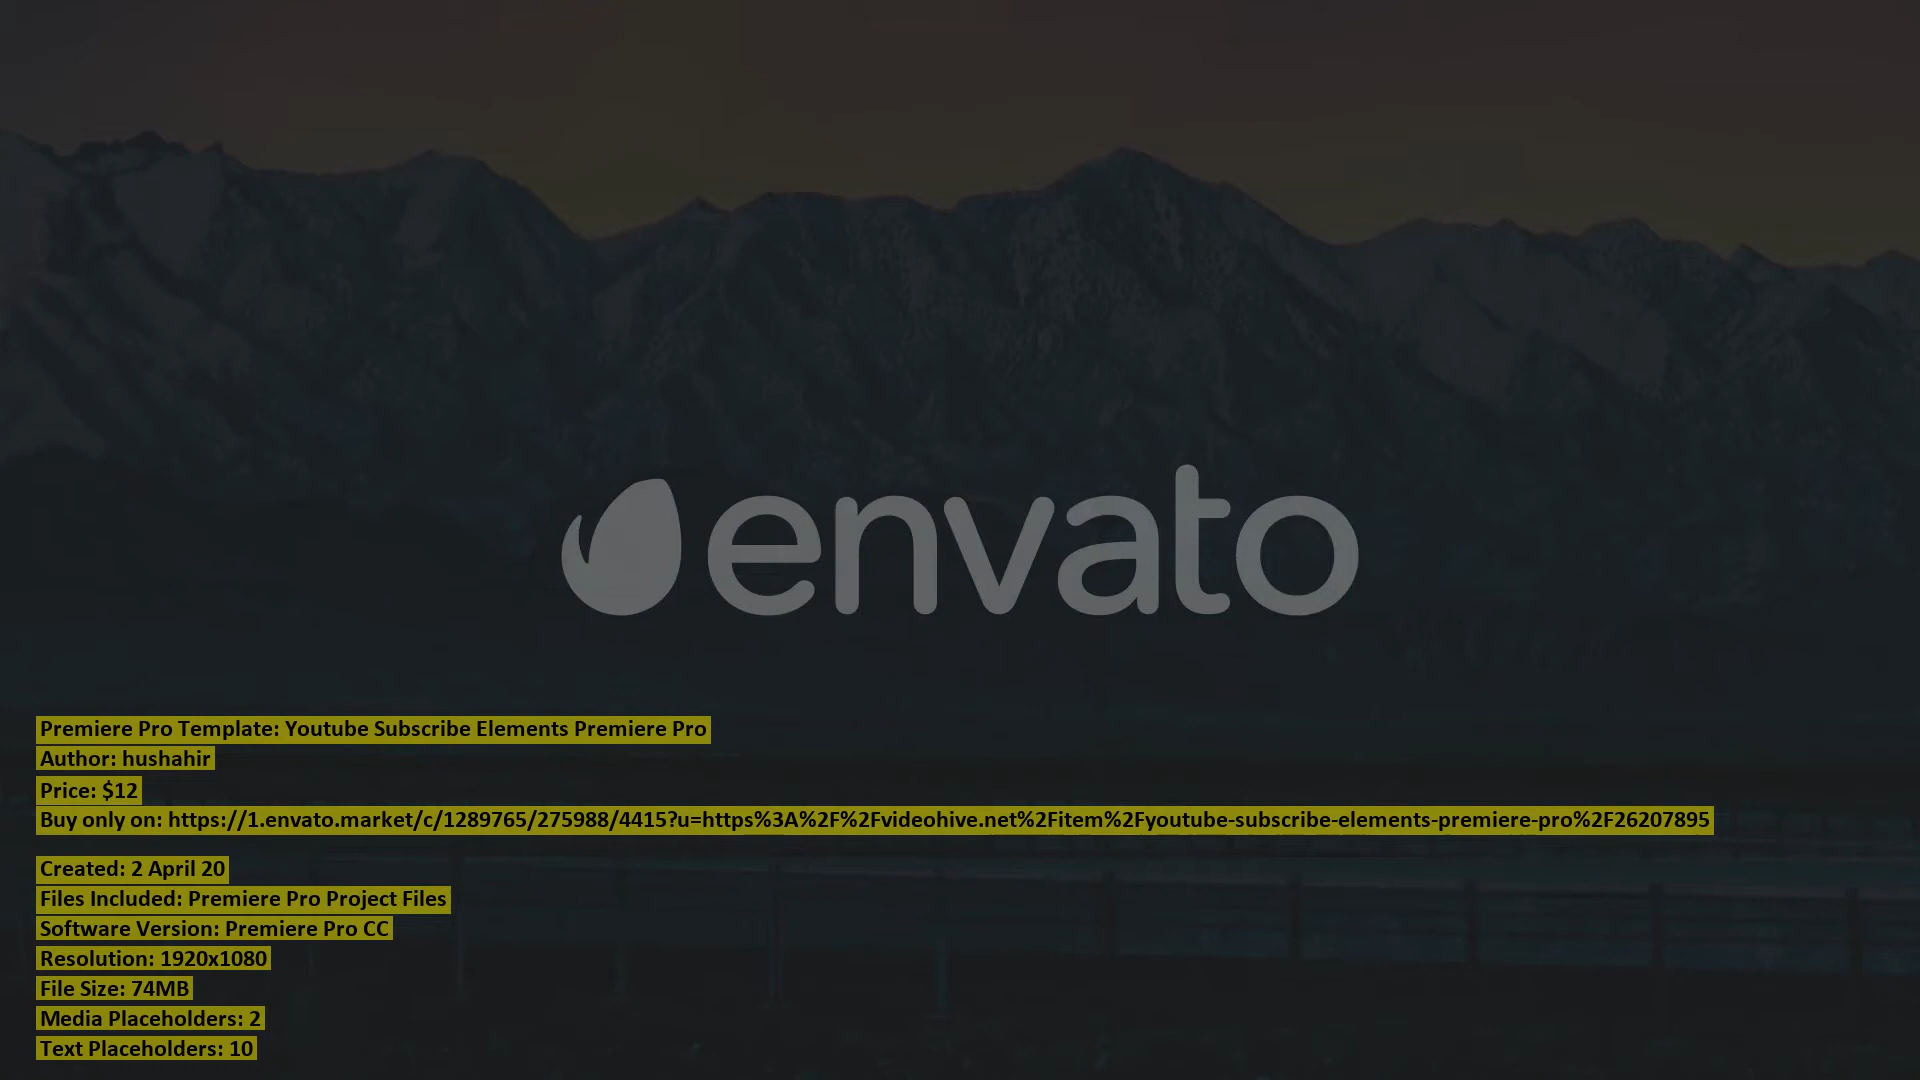 envato
Premiere Pro Template: Youtube Subscribe Elements Premiere Pro
Author: hushahir
Price: $12
Buy only on: https://1.envato.market/c/1289765/275988/4415?u=https%3A%2F%2Fvideohive.net%2Fitem%2Fyoutube-subscribe-elements-premiere-pro%2F26207895
Created: 2 April 20
Files Included: Premiere Pro Project Files
Software Version: Premiere Pro CC
Resolution: 1920x1080
File Size: 74MB
Media Placeholders: 2
Text Placeholders: 10